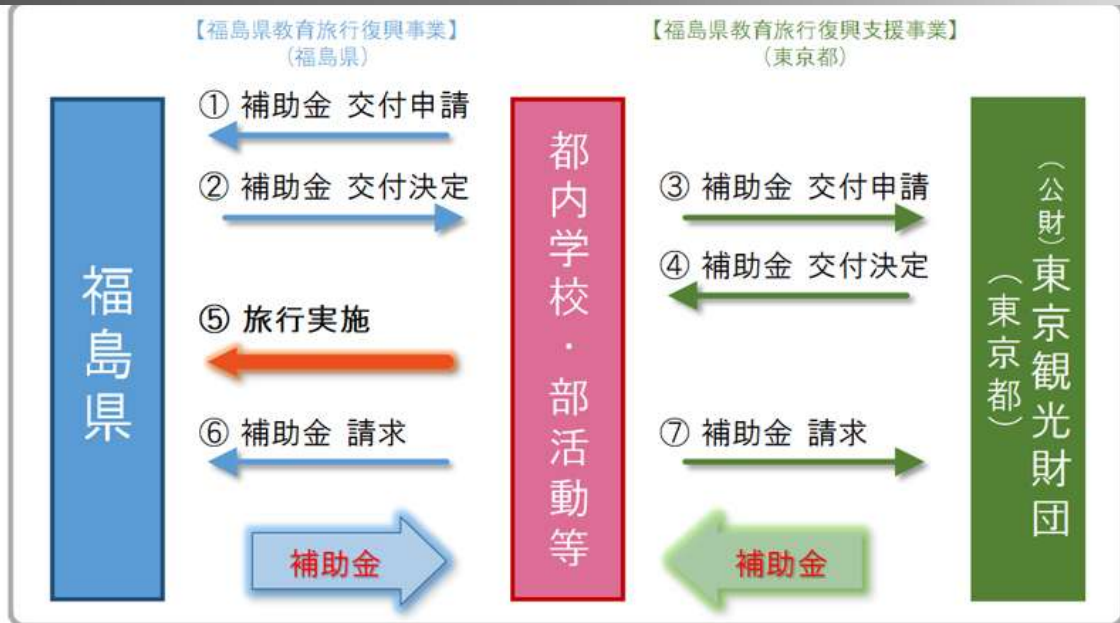 【福島県教育旅行復興事業】
(福島県)
【福島県教育旅行復興支援事業】
(東京都)
福島県
① 補助金 交付申請
② 補助金 交付決定
⑤ 旅行実施
⑥ 補助金 請求
補助金
都内学校・部活動等
③ 補助金 交付申請
④ 補助金 交付決定
⑦ 補助金 請求
補助金
(公財)東京観光財団
(東京都)